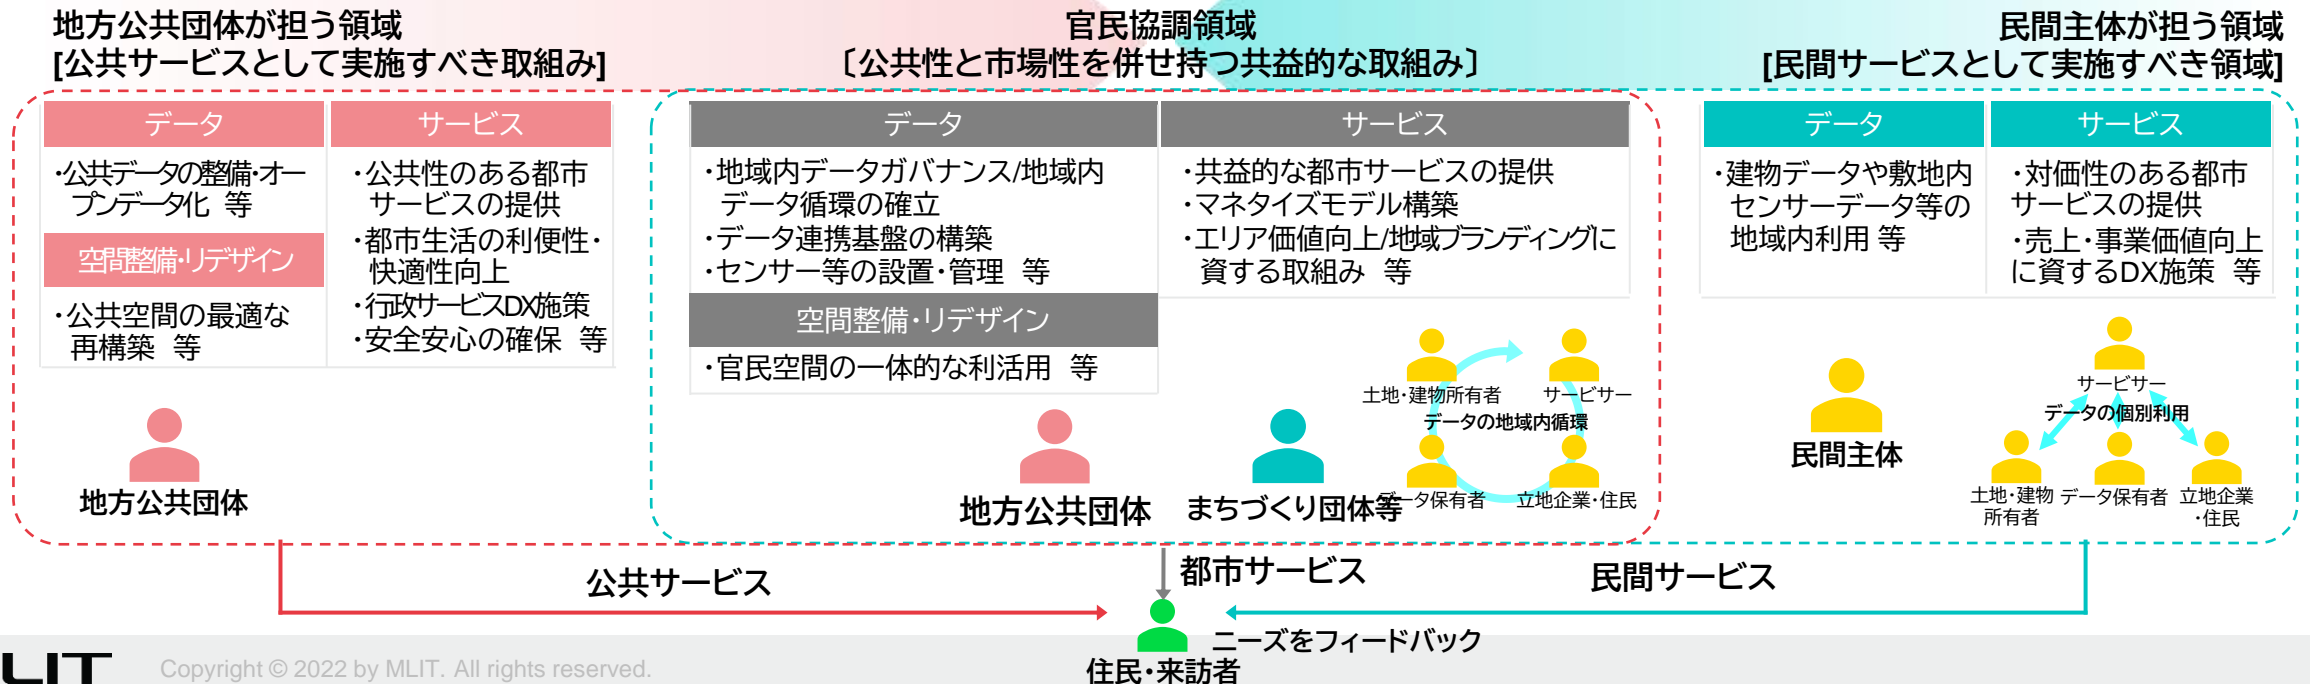 地方公共団体が担う領域
[公共サービスとして実施すべき取組み]
官民協調領域
〔公共性と市場性を併せ持つ共益的な取組み〕
民間主体が担う領域
[民間サービスとして実施すべき領域]
データ
・公共データの整備・オー
プンデータ化 等
空間整備・リデザイン
・公共空間の最適な
再構築 等
サービス
・公共性のある都市
サービスの提供
・都市生活の利便性・
快適性向上
・行政サービスDX施策
・安全安心の確保 等
地方公共団体
データ
・地域内データガバナンス/地域内
データ循環の確立
・データ連携基盤の構築
・センサー等の設置・管理 等
空間整備・リデザイン
・官民空間の一体的な利活用 等
サービス
・共益的な都市サービスの提供
・マネタイズモデル構築
・エリア価値向上/地域ブランディングに
資する取組み 等
地方公共団体
まちづくり団体等
土地・建物所有者
サービサー
データの地域内循環
データ保有者
立地企業・住民
データ
・建物データや敷地内
センサーデータ等の
地域内利用 等
サービス
・対価性のある都市
サービスの提供
・売上・事業価値向上
に資するDX施策 等
民間主体
サービサー
データの個別利用
土地・建物
所有者
データ保有者
立地企業
・住民
公共サービス
都市サービス
民間サービス
ニーズをフィードバック
住民・来訪者
MLIT
Copyright © 2022 by MLIT. All rights reserved.